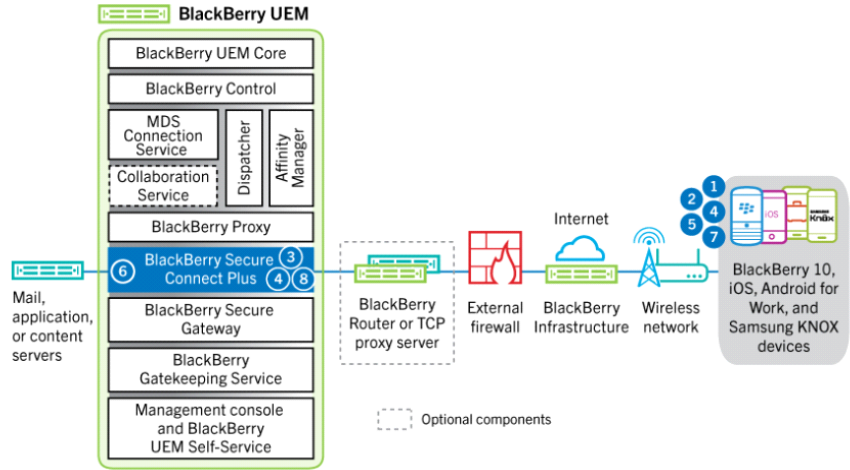 BlackBerry UEM
BlackBerry UEM Core
BlackBerry Control
MDS
Connection
Service
Dispatcher
Affinity
Manager
Collaboration
Service
BlackBerry Proxy
6
BlackBerry Secure
Connect Plus
3
4
8
BlackBerry Secure
Gateway
BlackBerry
Gatekeeping Service
Management console
and BlackBerry
UEM Self-Service
Mail,
application,
or content
servers
BlackBerry
Router or TCP
proxy server
External
firewall
Internet
BlackBerry
Infrastructure
Wireless
network
1
2
4
5
7
iOS
SAMSUNG
KNOX
BlackBerry 10,
iOS, Android for
Work, and
Samsung KNOX
devices
Optional components